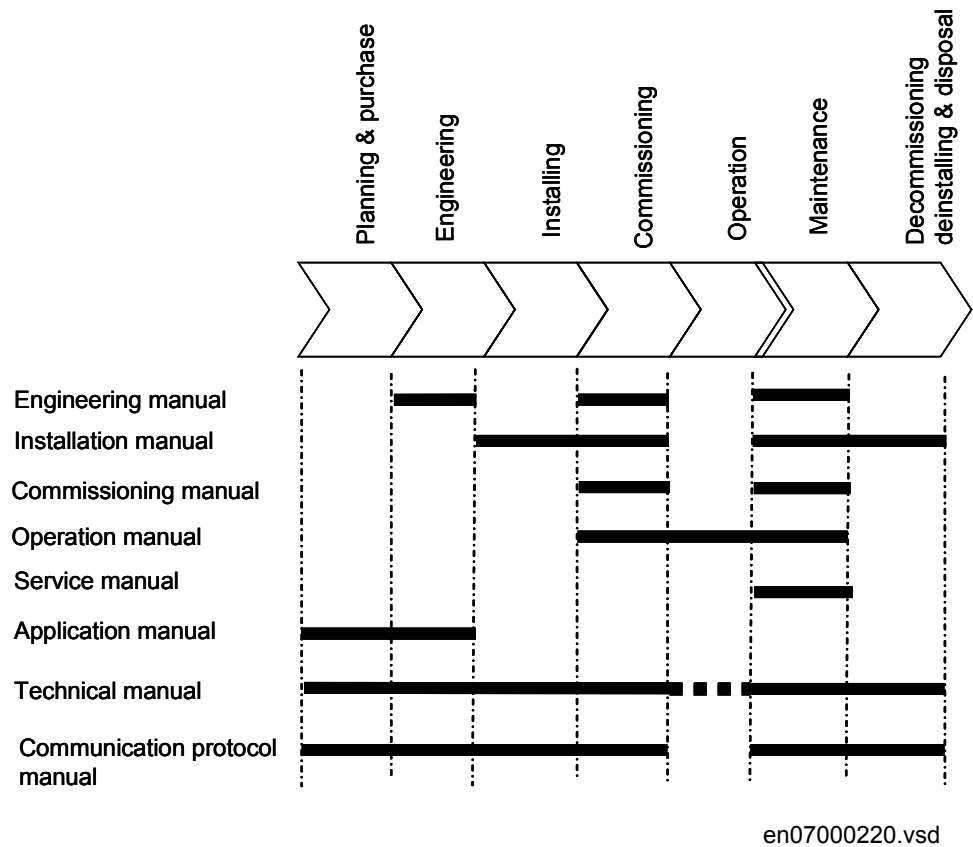 Planning & purchase
Engineering
Installing
Commissioning
Operation
Maintenance
Decommissioning
deinstalling & disposal
Engineering manual
Installation manual
Commissioning manual
Operation manual
Service manual
Application manual
Technical manual
Communication protocol
manual
en07000220.vsd